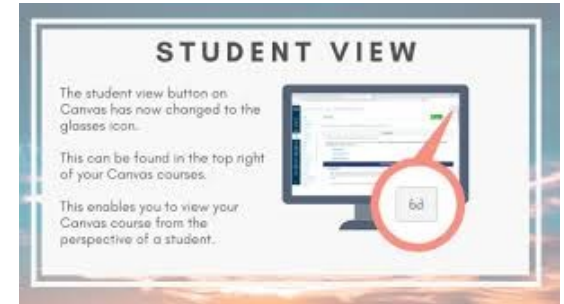 STUDENT VIEW
The student view button on
Canvas has now changed to the
glasses icon.
This can be found in the top right
of your Canvas courses.
This enables you to view your
Canvas course from the
perspective of a student.